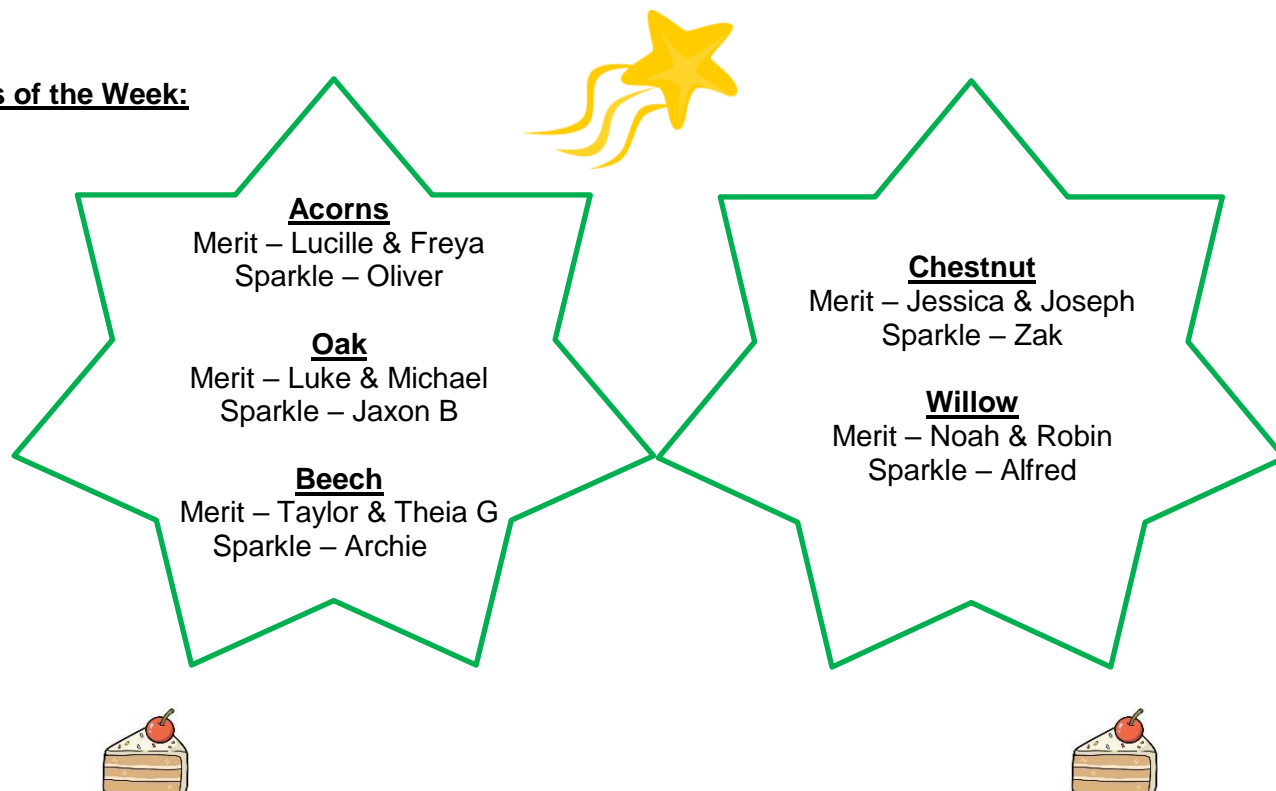 of the Week:
Acorns
Merit – Lucille & Freya
Sparkle – Oliver
Oak
Merit – Luke & Michael
Sparkle – Jaxon B
Beech
Merit – Taylor & Theia G
Sparkle – Archie
Chestnut
Merit – Jessica & Joseph
Sparkle – Zak
Willow
Merit – Noah & Robin
Sparkle – Alfred